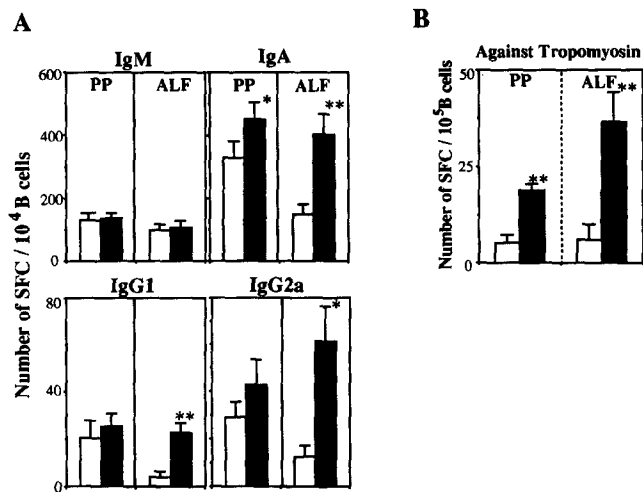 A
IgM
IgA
PP
ALF
PP
ALF
600
400
200
0
*
**
Number of SFC / 10⁴ B cells
IgG1
IgG2a
80
40
0
**
*
B
Against Tropomyosin
PP
ALF
50
25
0
**
**
Number of SFC / 10⁵B cells